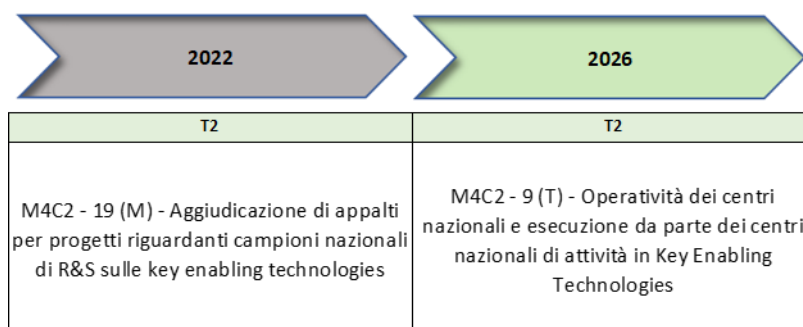 2022
2026
T2
T2
M4C2 - 19 (M) - Aggiudicazione di appalti
per progetti riguardanti campioni nazionali
di R&S sulle key enabling technologies
M4C2 - 9 (T) - Operatività dei centri
nazionali e esecuzione da parte dei centri
nazionali di attività in Key Enabling
Technologies